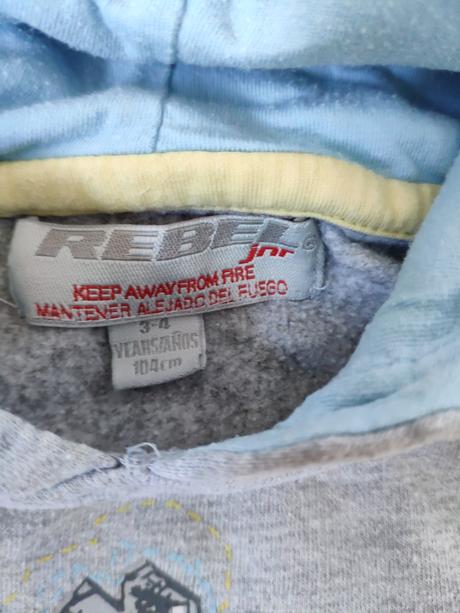 REBEL
jnr
KEEP AWAY FROM FIRE
MANTENER ALEJADO DEL FUEGO
3-4
YEARS/AÑOS
104cm